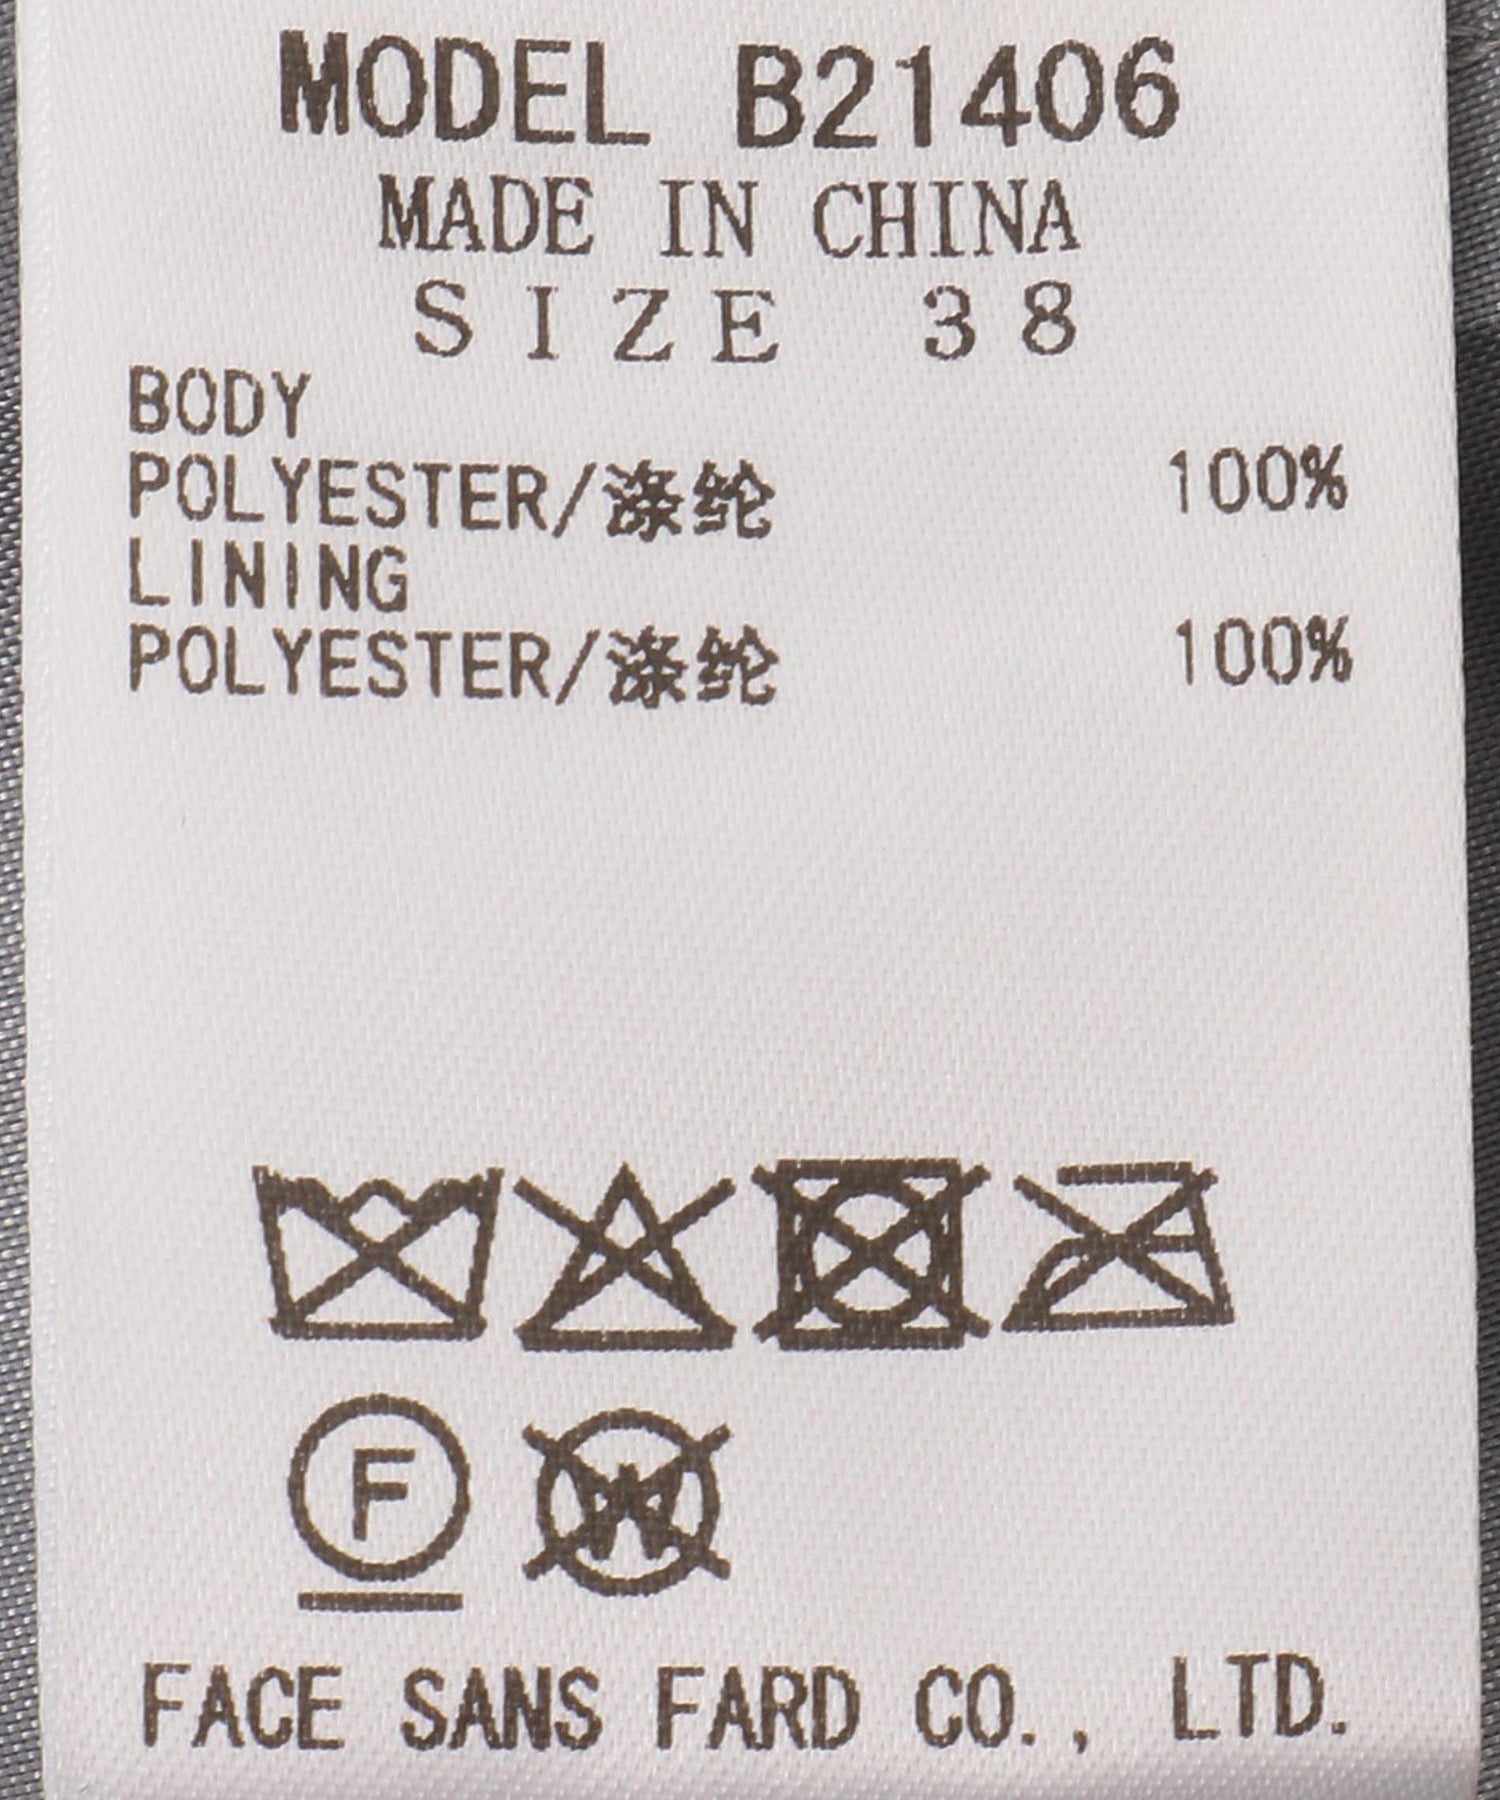 MODEL B21406
MADE IN CHINA
SIZE 38
BODY
POLYESTER/涤纶 100%
LINING
POLYESTER/涤纶 100%
F W
FACE SANS FARD CO., LTD.